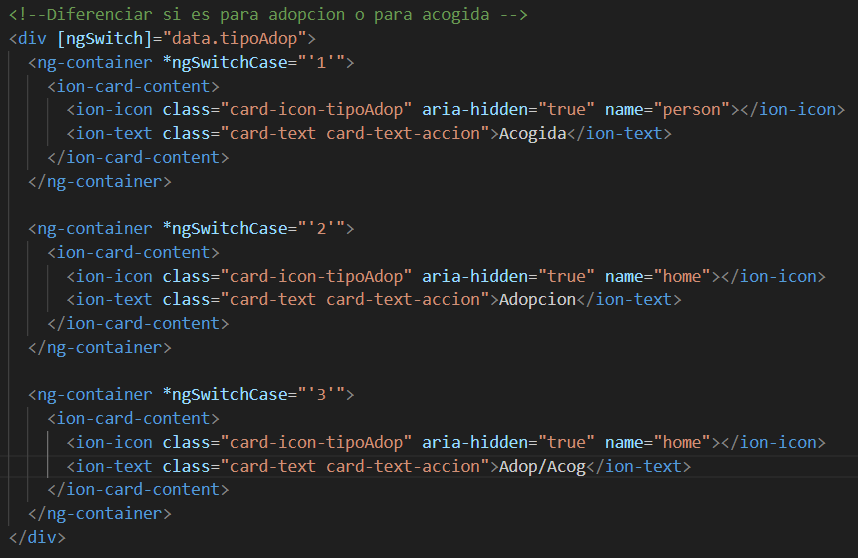 <!--Diferenciar si es para adopcion o para acogida -->
<div [ngSwitch]="data.tipoAdop">
<ng-container *ngSwitchCase="'1'">
<ion-card-content>
<ion-icon class="card-icon-tipoAdop" aria-hidden="true" name="person"></ion-icon>
<ion-text class="card-text card-text-accion">Acogida</ion-text>
</ion-card-content>
</ng-container>
<ng-container *ngSwitchCase="'2'">
<ion-card-content>
<ion-icon class="card-icon-tipoAdop" aria-hidden="true" name="home"></ion-icon>
<ion-text class="card-text card-text-accion">Adopcion</ion-text>
</ion-card-content>
</ng-container>
<ng-container *ngSwitchCase="'3'">
<ion-card-content>
<ion-icon class="card-icon-tipoAdop" aria-hidden="true" name="home"></ion-icon>
<ion-text class="card-text card-text-accion">Adop/Acog</ion-text>
</ion-card-content>
</ng-container>
</div>